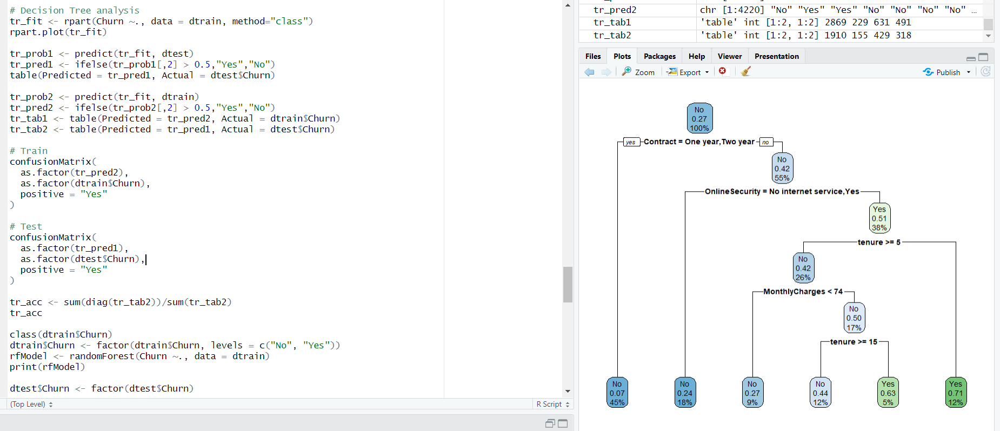 # Decision Tree analysis
tr_fit <- rpart(Churn ~., data = dtrain, method="class")
rpart.plot(tr_fit)
tr_prob1 <- predict(tr_fit, dtest)
tr_pred1 <- ifelse(tr_prob1[,2] > 0.5,"Yes","No")
table(Predicted = tr_pred1, Actual = dtest$Churn)
tr_prob2 <- predict(tr_fit, dtrain)
tr_pred2 <- ifelse(tr_prob2[,2] > 0.5,"Yes","No")
tr_tab1 <- table(Predicted = tr_pred2, Actual = dtrain$Churn)
tr_tab2 <- table(Predicted = tr_pred1, Actual = dtest$Churn)
# Train
confusionMatrix(
as.factor(tr_pred2),
as.factor(dtrain$Churn),
positive = "Yes"
)
# Test
confusionMatrix(
as.factor(tr_pred1),
as.factor(dtest$Churn),
positive = "Yes"
)
tr_acc <- sum(diag(tr_tab2))/sum(tr_tab2)
tr_acc
class(dtrain$Churn)
dtrain$Churn <- factor(dtrain$Churn, levels = c("No", "Yes"))
rfModel <- randomForest(Churn ~., data = dtrain)
print(rfModel)
dtest$Churn <- factor(dtest$Churn)
(Top Level)
R Script
tr_pred2 chr [1:4220] "No" "Yes" "Yes" "No" "No" "No" "No" ...
tr_tab1 'table' int [1:2, 1:2] 2869 229 631 491
tr_tab2 'table' int [1:2, 1:2] 1910 155 429 318
Files Plots Packages Help Viewer Presentation
Zoom Export Publish
No
0.27
100%
yes Contract = One year,Two year no
No
0.42
55%
OnlineSecurity = No internet service,Yes
Yes
0.51
38%
tenure >= 5
No
0.42
26%
MonthlyCharges < 74
No
0.50
17%
tenure >= 15
No
0.07
45%
No
0.24
18%
No
0.27
9%
No
0.44
12%
Yes
0.63
5%
Yes
0.71
12%